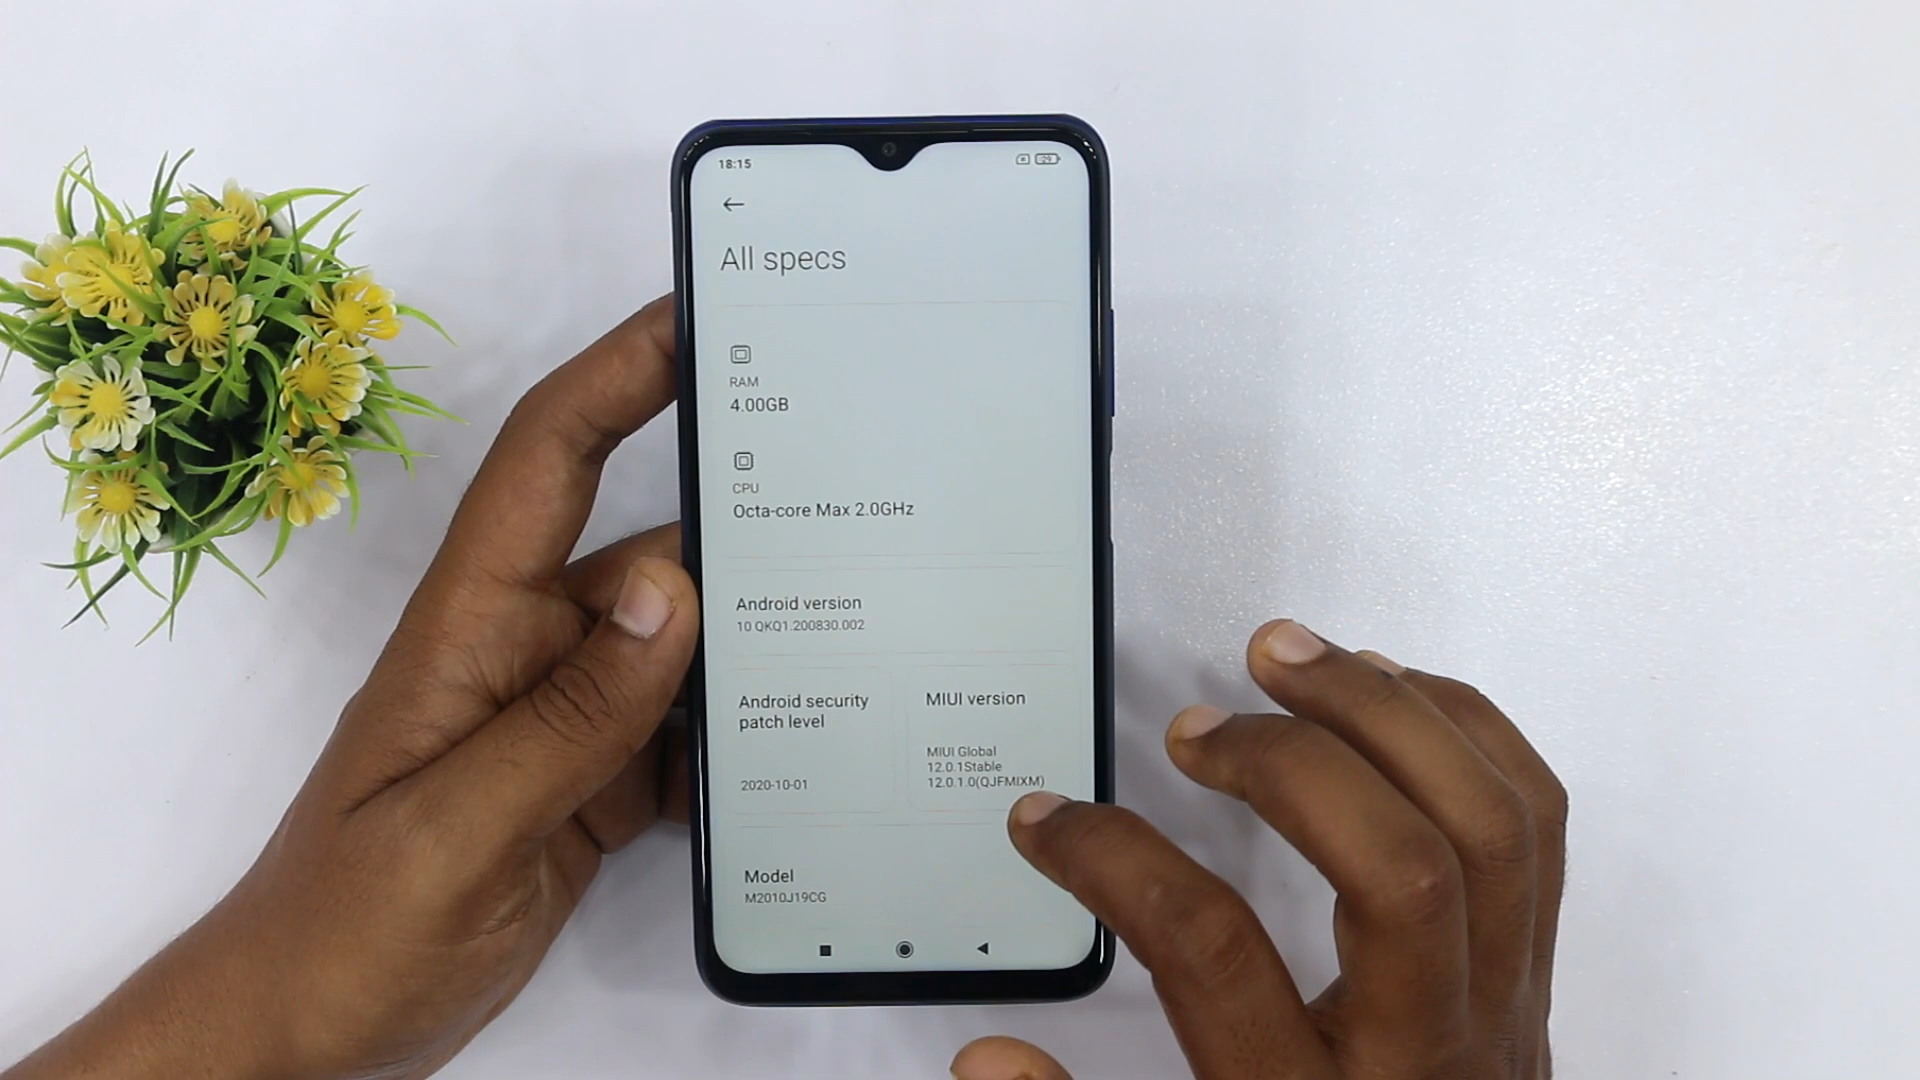 18:15
29
All specs
RAM
4.00GB
CPU
Octa-core Max 2.0GHz
Android version
10 QKQ1.200830.002
Android security
patch level
2020-10-01
MIUI version
MIUI Global
12.0.1Stable
12.0.1.0(QJFMIXM)
Model
M2010J19CG